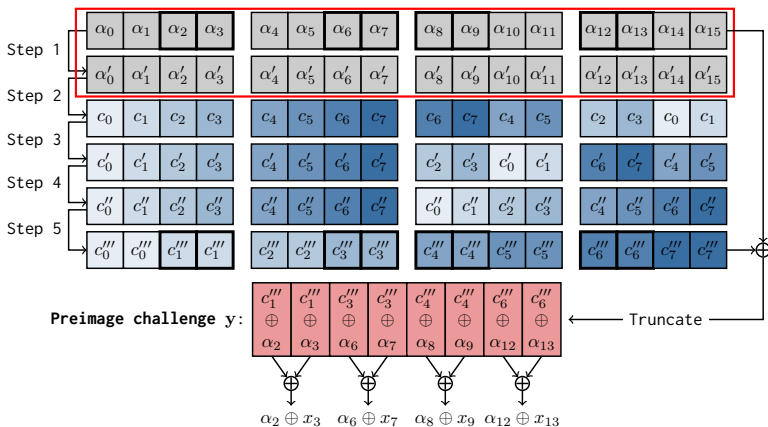 α₀ α₁ α₂ α₃ α₄ α₅ α₆ α₇ α₈ α₉ α₁₀ α₁₁ α₁₂ α₁₃ α₁₄ α₁₅
Step 1
α′₀ α′₁ α′₂ α′₃ α′₄ α′₅ α′₆ α′₇ α′₈ α′₉ α′₁₀ α′₁₁ α′₁₂ α′₁₃ α′₁₄ α′₁₅
Step 2
c₀ c₁ c₂ c₃ c₄ c₅ c₆ c₇ c₆ c₇ c₄ c₅ c₂ c₃ c₀ c₁
Step 3
c′₀ c′₁ c′₂ c′₃ c′₄ c′₅ c′₆ c′₇ c′₂ c′₃ c′₀ c′₁ c′₆ c′₇ c′₄ c′₅
Step 4
c″₀ c″₁ c″₂ c″₃ c″₄ c″₅ c″₆ c″₇ c″₀ c″₁ c″₂ c″₃ c″₄ c″₅ c″₆ c″₇
Step 5
c‴₀ c‴₀ c‴₁ c‴₁ c‴₂ c‴₂ c‴₃ c‴₃ c‴₄ c‴₄ c‴₅ c‴₅ c‴₆ c‴₆ c‴₇ c‴₇
c‴₁ c‴₁ c‴₃ c‴₃ c‴₄ c‴₄ c‴₆ c‴₆
Preimage challenge y: ⊕ ⊕ ⊕ ⊕ ⊕ ⊕ ⊕ ⊕ Truncate
α₂ α₃ α₆ α₇ α₈ α₉ α₁₂ α₁₃
α₂ ⊕ x₃ α₆ ⊕ x₇ α₈ ⊕ x₉ α₁₂ ⊕ x₁₃